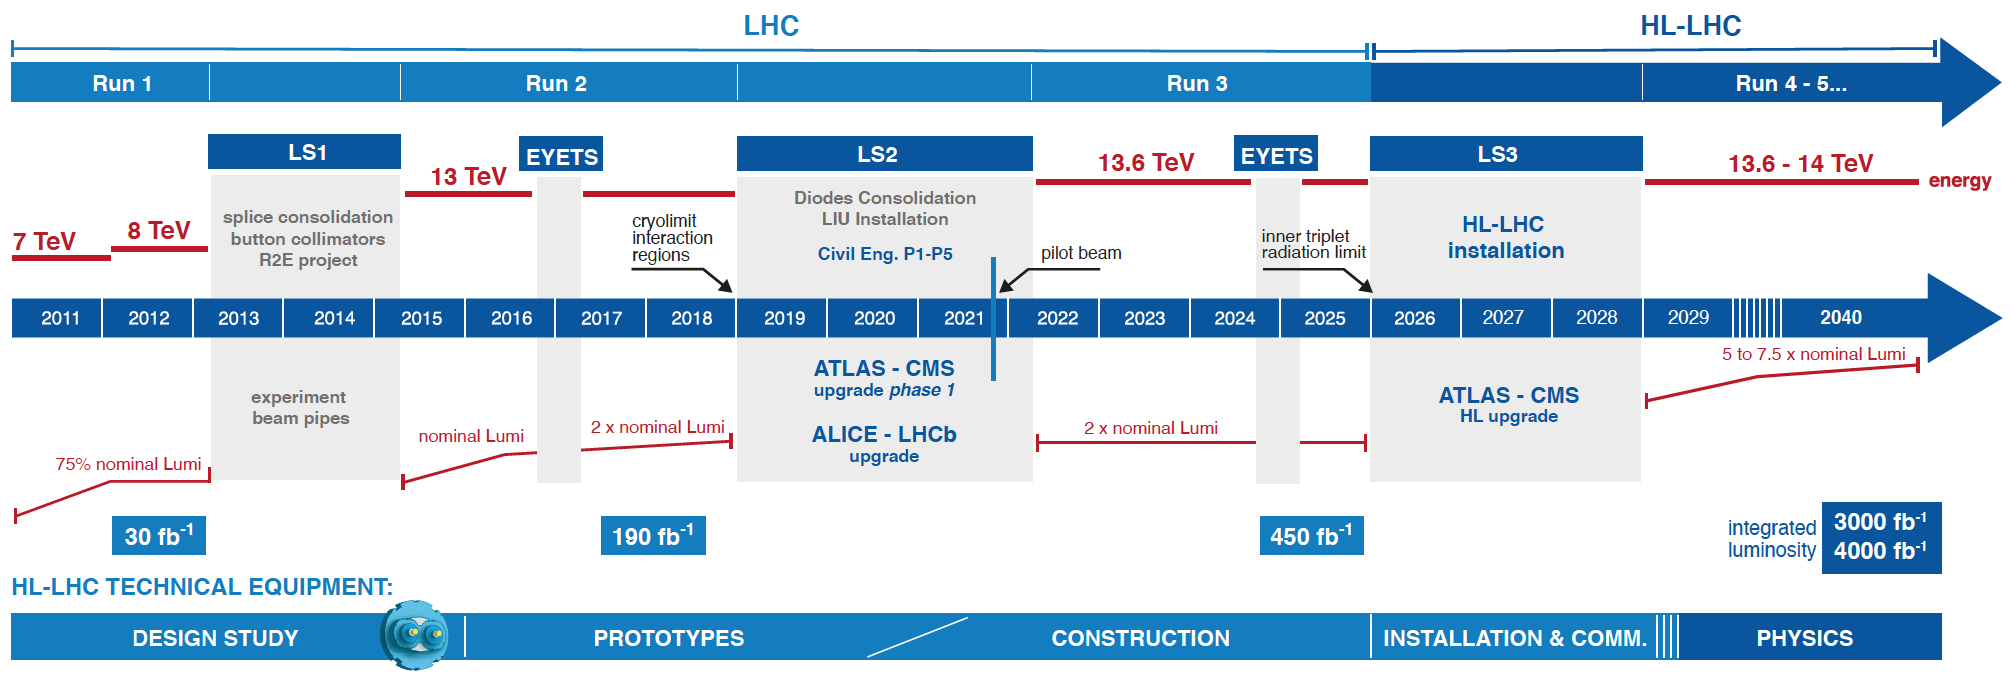 LHC
HL-LHC
Run 1
Run 2
Run 3
Run 4 - 5...
LS1
EYETS
LS2
EYETS
LS3
7 TeV
8 TeV
13 TeV
13.6 TeV
13.6 - 14 TeV
energy
splice consolidation
button collimators
R2E project
cryolimit
interaction
regions
Diodes Consolidation
LIU Installation
Civil Eng. P1-P5
pilot beam
inner triplet
radiation limit
HL-LHC
installation
2011
2012
2013
2014
2015
2016
2017
2018
2019
2020
2021
2022
2023
2024
2025
2026
2027
2028
2029
2040
experiment
beam pipes
ATLAS - CMS
upgrade phase 1
ALICE - LHCb
upgrade
ATLAS - CMS
HL upgrade
5 to 7.5 x nominal Lumi
75% nominal Lumi
nominal Lumi
2 x nominal Lumi
2 x nominal Lumi
30 fb-1
190 fb-1
450 fb-1
integrated
luminosity
3000 fb-1
4000 fb-1
HL-LHC TECHNICAL EQUIPMENT:
DESIGN STUDY
PROTOTYPES
CONSTRUCTION
INSTALLATION & COMM.
PHYSICS